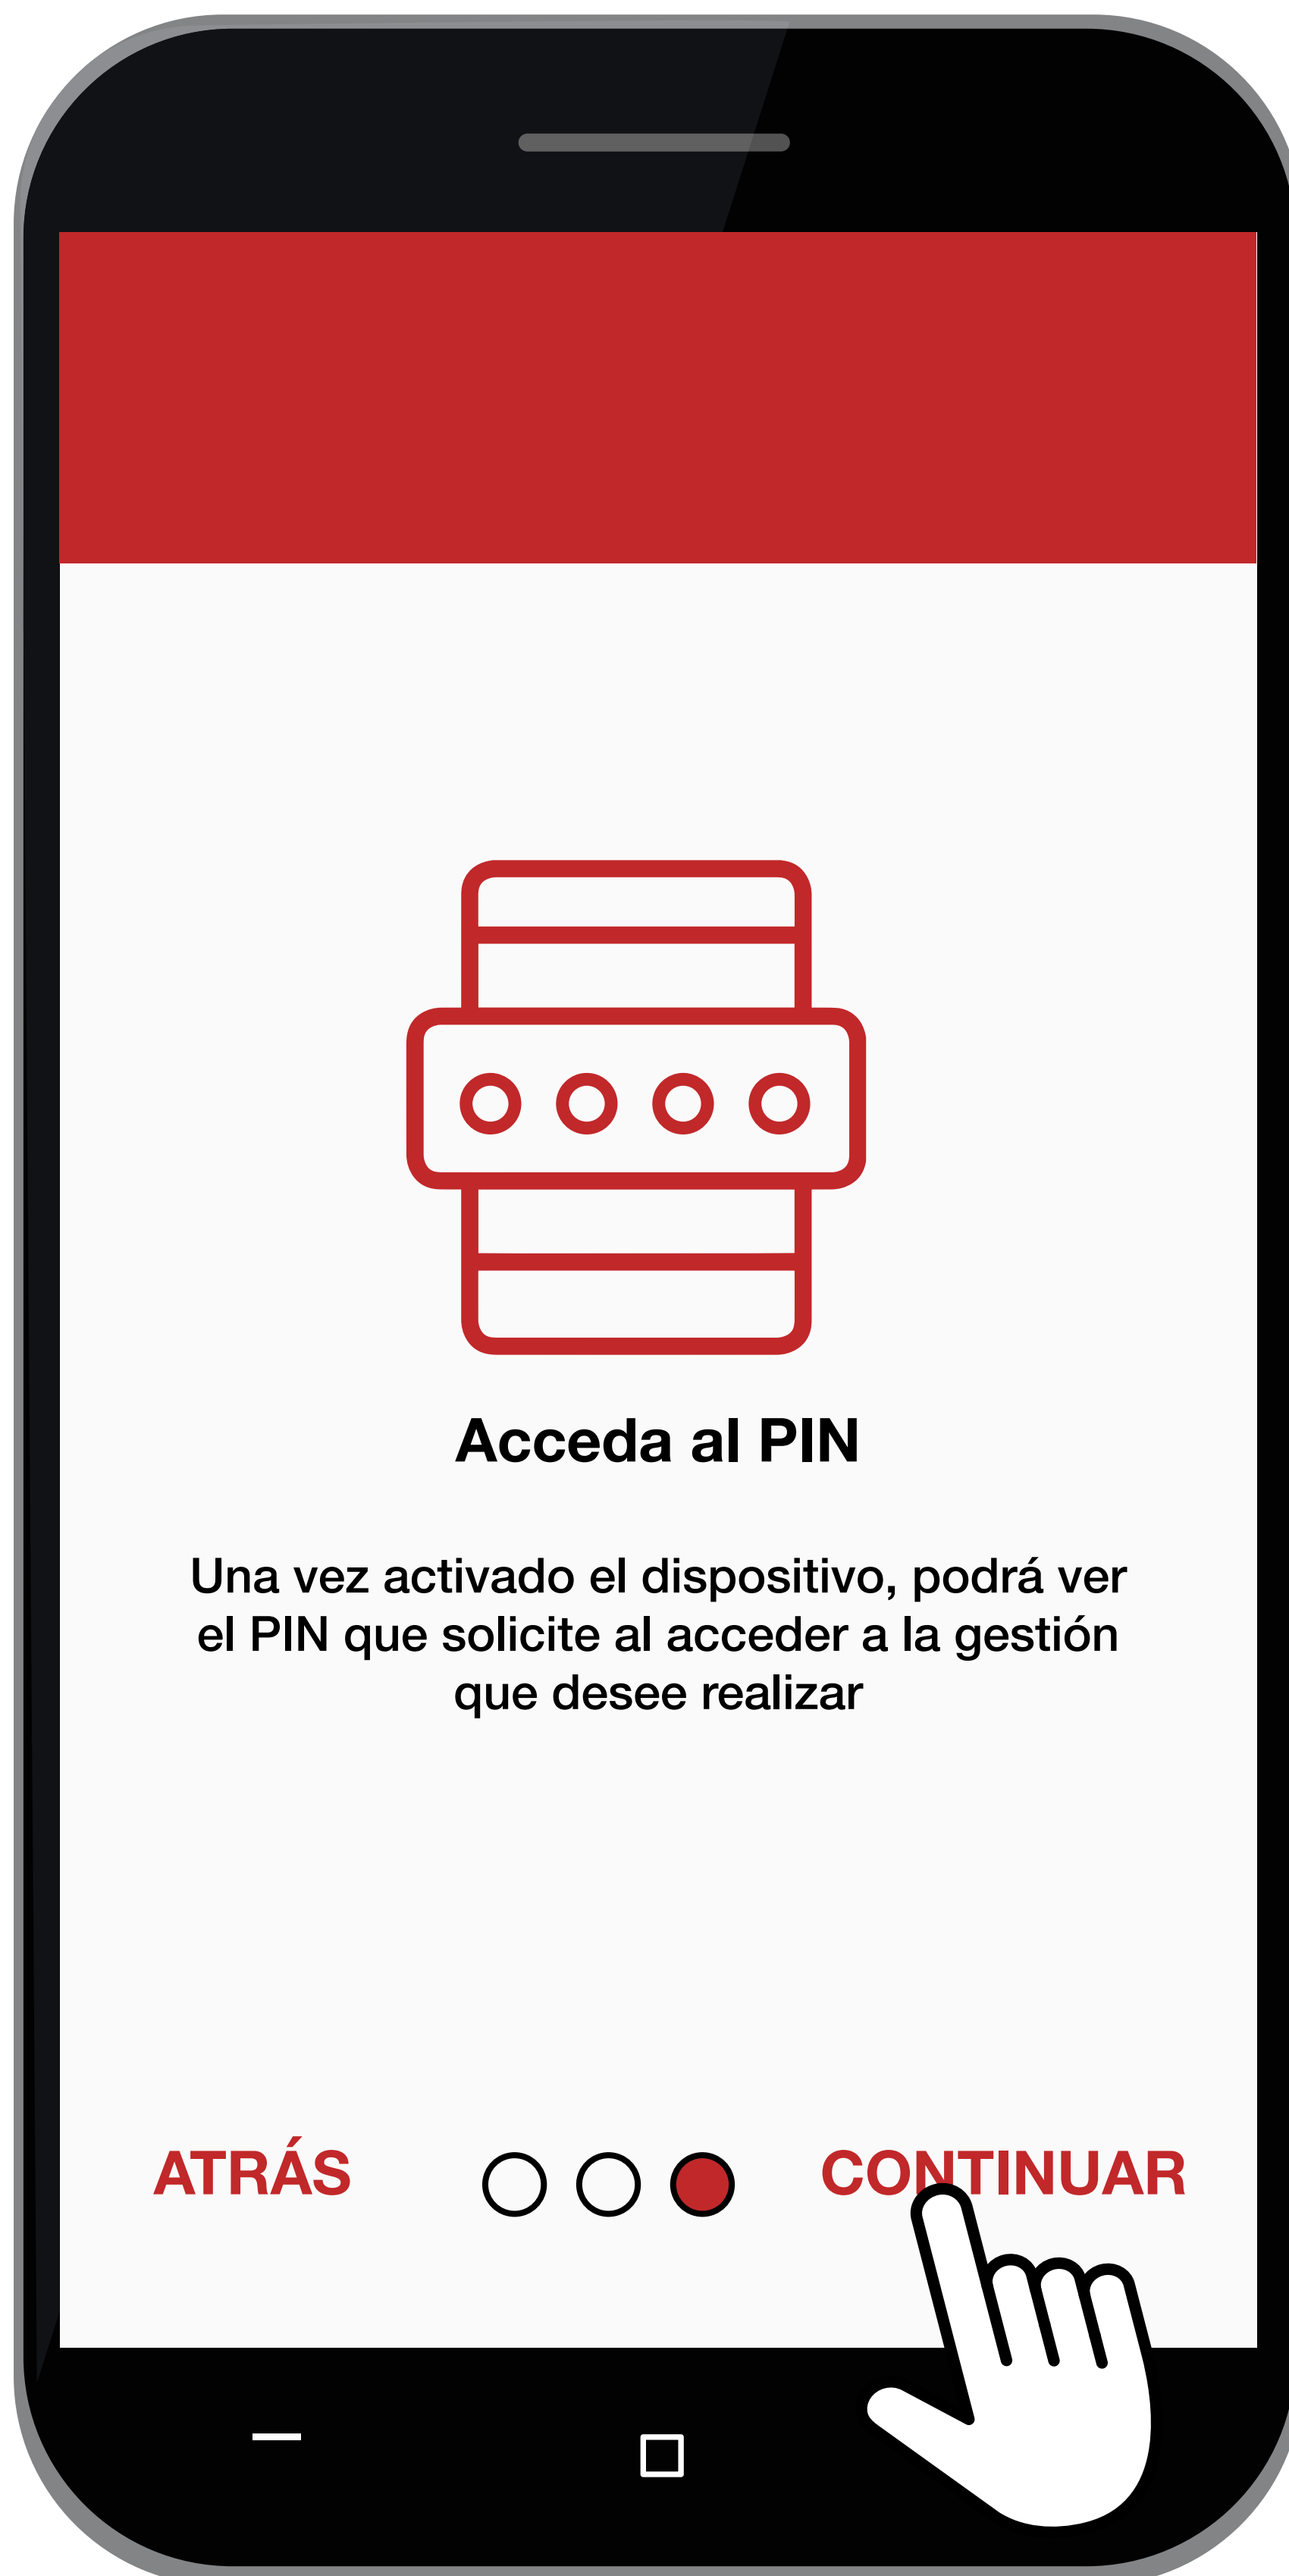 Acceda al PIN
Una vez activado el dispositivo, podrá ver
el PIN que solicite al acceder a la gestión
que desee realizar
ATRÁS
CONTINUAR